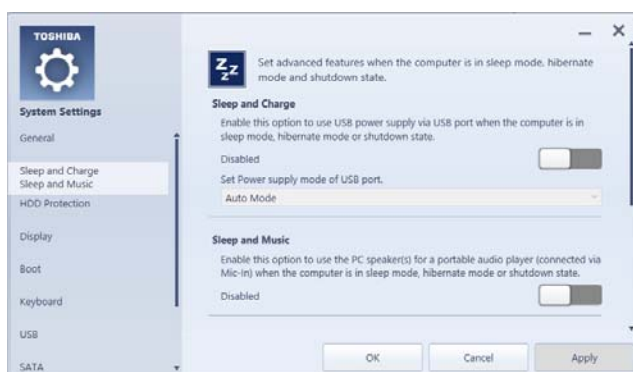 TOSHIBA
System Settings
General
Sleep and Charge
Sleep and Music
HDD Protection
Display
Boot
Keyboard
USB
SATA
Set advanced features when the computer is in sleep mode, hibernate
mode and shutdown state.
Sleep and Charge
Enable this option to use USB power supply via USB port when the computer is in
sleep mode, hibernate mode or shutdown state.
Disabled
Set Power supply mode of USB port.
Auto Mode
Sleep and Music
Enable this option to use the PC speaker(s) for a portable audio player (connected via
Mic-In) when the computer is in sleep mode, hibernate mode or shutdown state.
Disabled
OK
Cancel
Apply